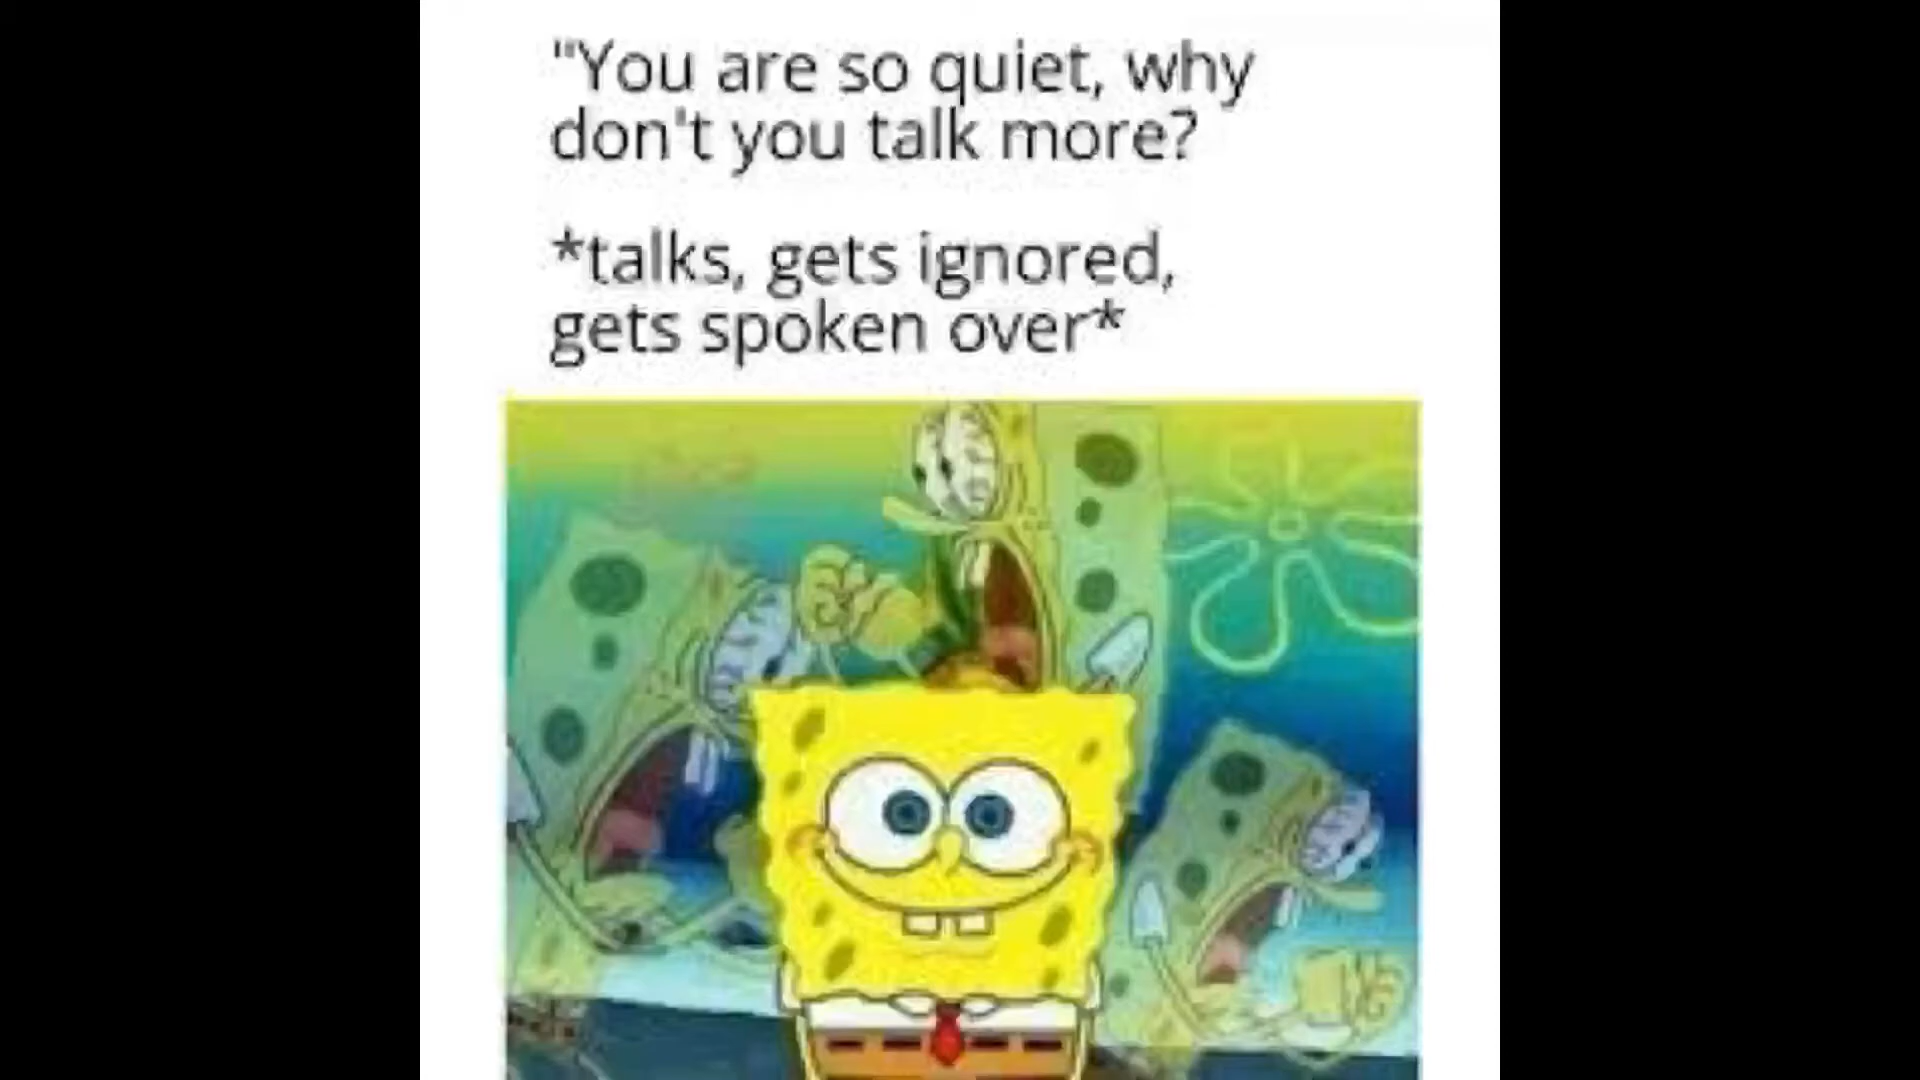 "You are so quiet, why
don't you talk more?
*talks, gets ignored,
gets spoken over*